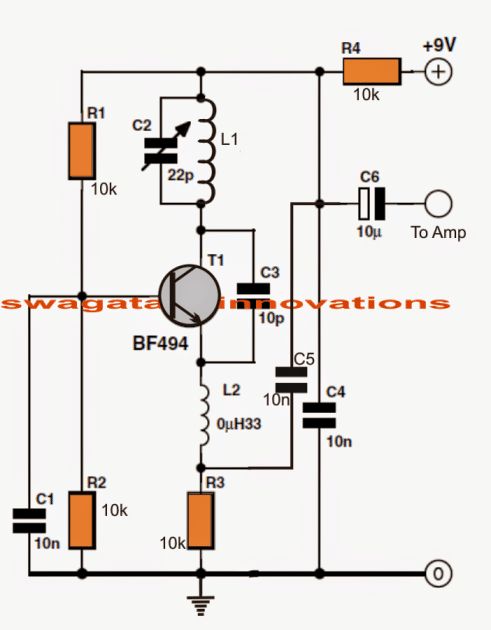 +9V
R4
10k
R1
10k
C2
22p
L1
C6
10μ
To Amp
T1
C3
10p
swagata innovations
BF494
L2
0μH33
C5
10n
C4
10n
C1
10n
R2
10k
R3
10k
0